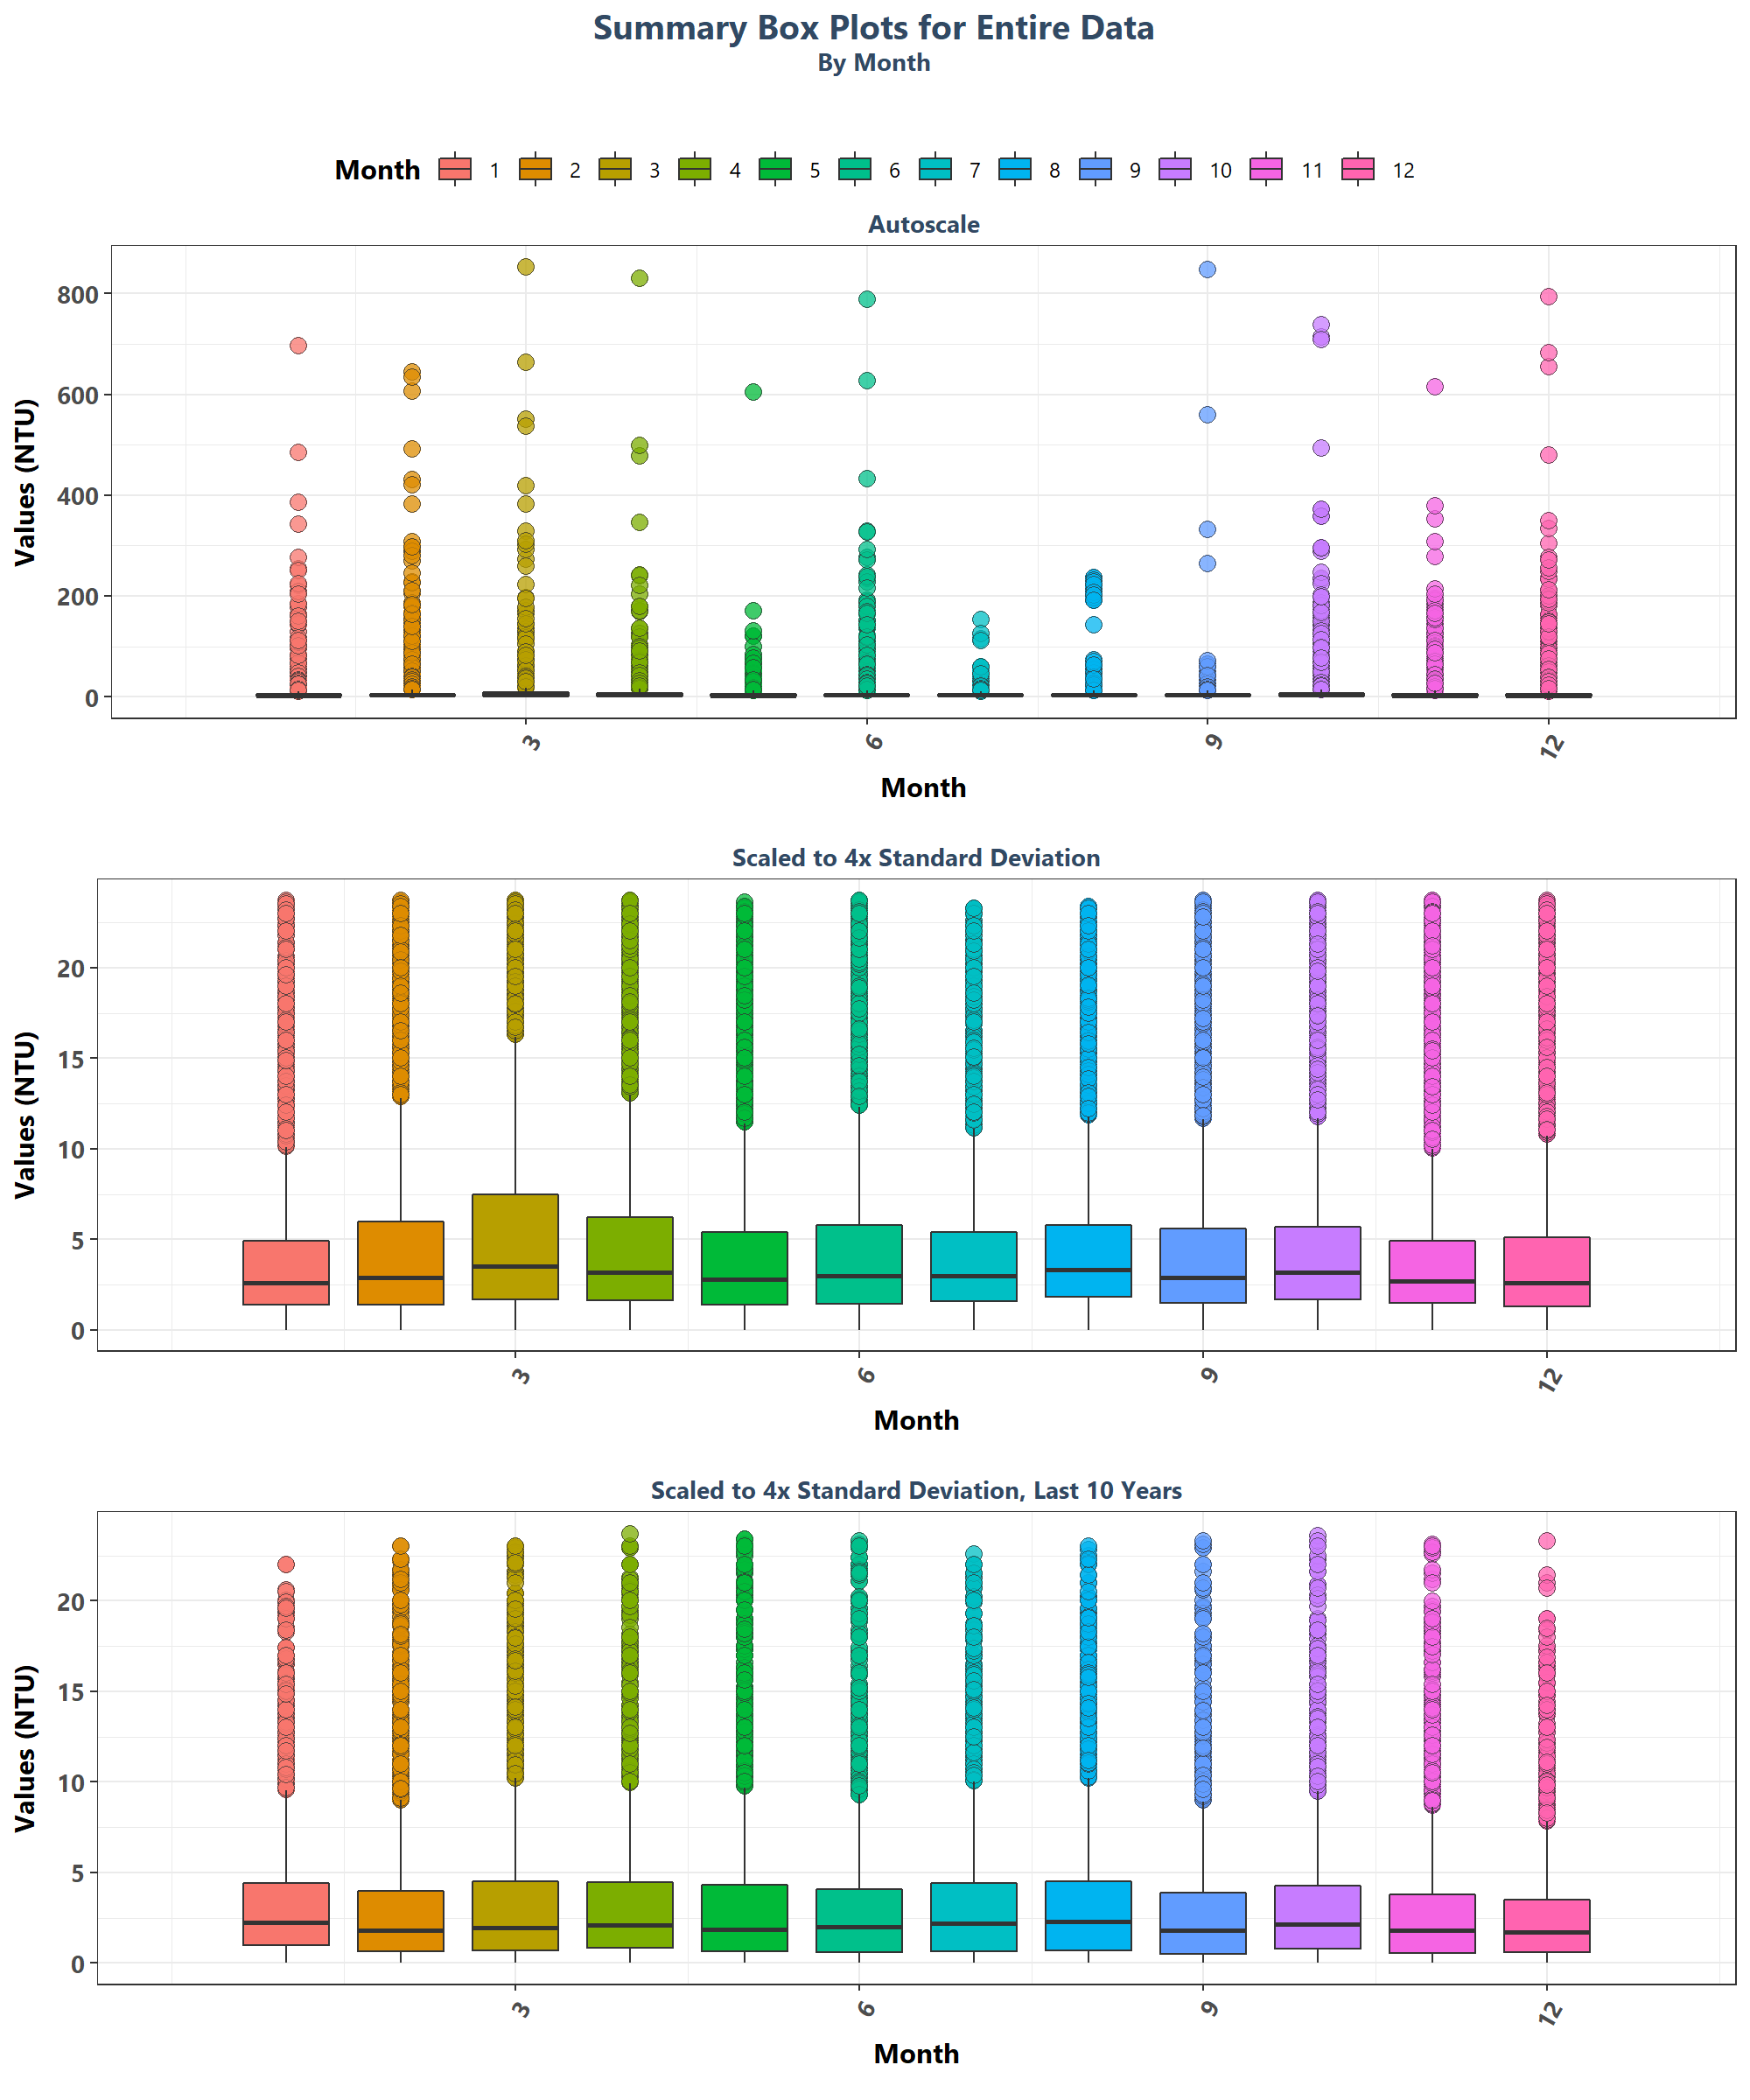 Summary Box Plots for Entire Data
By Month
Month 1 2 3 4 5 6 7 8 9 10 11 12
Autoscale
Values (NTU)
800
600
400
200
0
3 6 9 12
Month
Scaled to 4x Standard Deviation
Values (NTU)
20
15
10
5
0
3 6 9 12
Month
Scaled to 4x Standard Deviation, Last 10 Years
Values (NTU)
20
15
10
5
0
3 6 9 12
Month